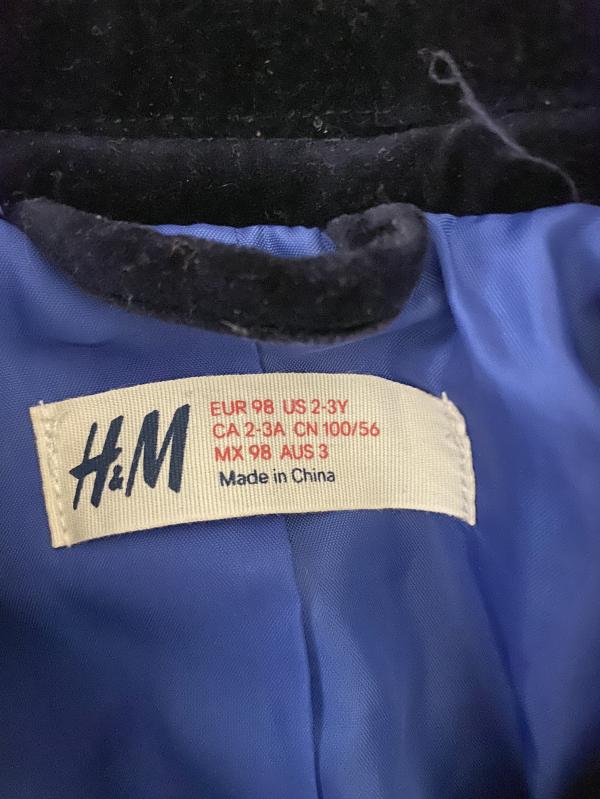 H&M
EUR 98 US 2-3Y
CA 2-3A CN 100/56
MX 98 AUS 3
Made in China